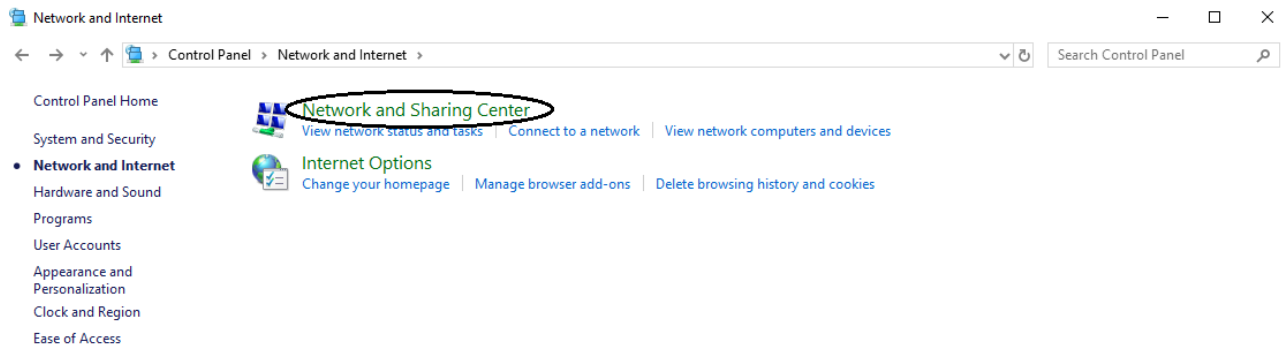 Network and Internet
Control Panel > Network and Internet >
Search Control Panel
Control Panel Home
System and Security
Network and Internet
Hardware and Sound
Programs
User Accounts
Appearance and
Personalization
Clock and Region
Ease of Access
Network and Sharing Center
View network status and tasks | Connect to a network | View network computers and devices
Internet Options
Change your homepage | Manage browser add-ons | Delete browsing history and cookies